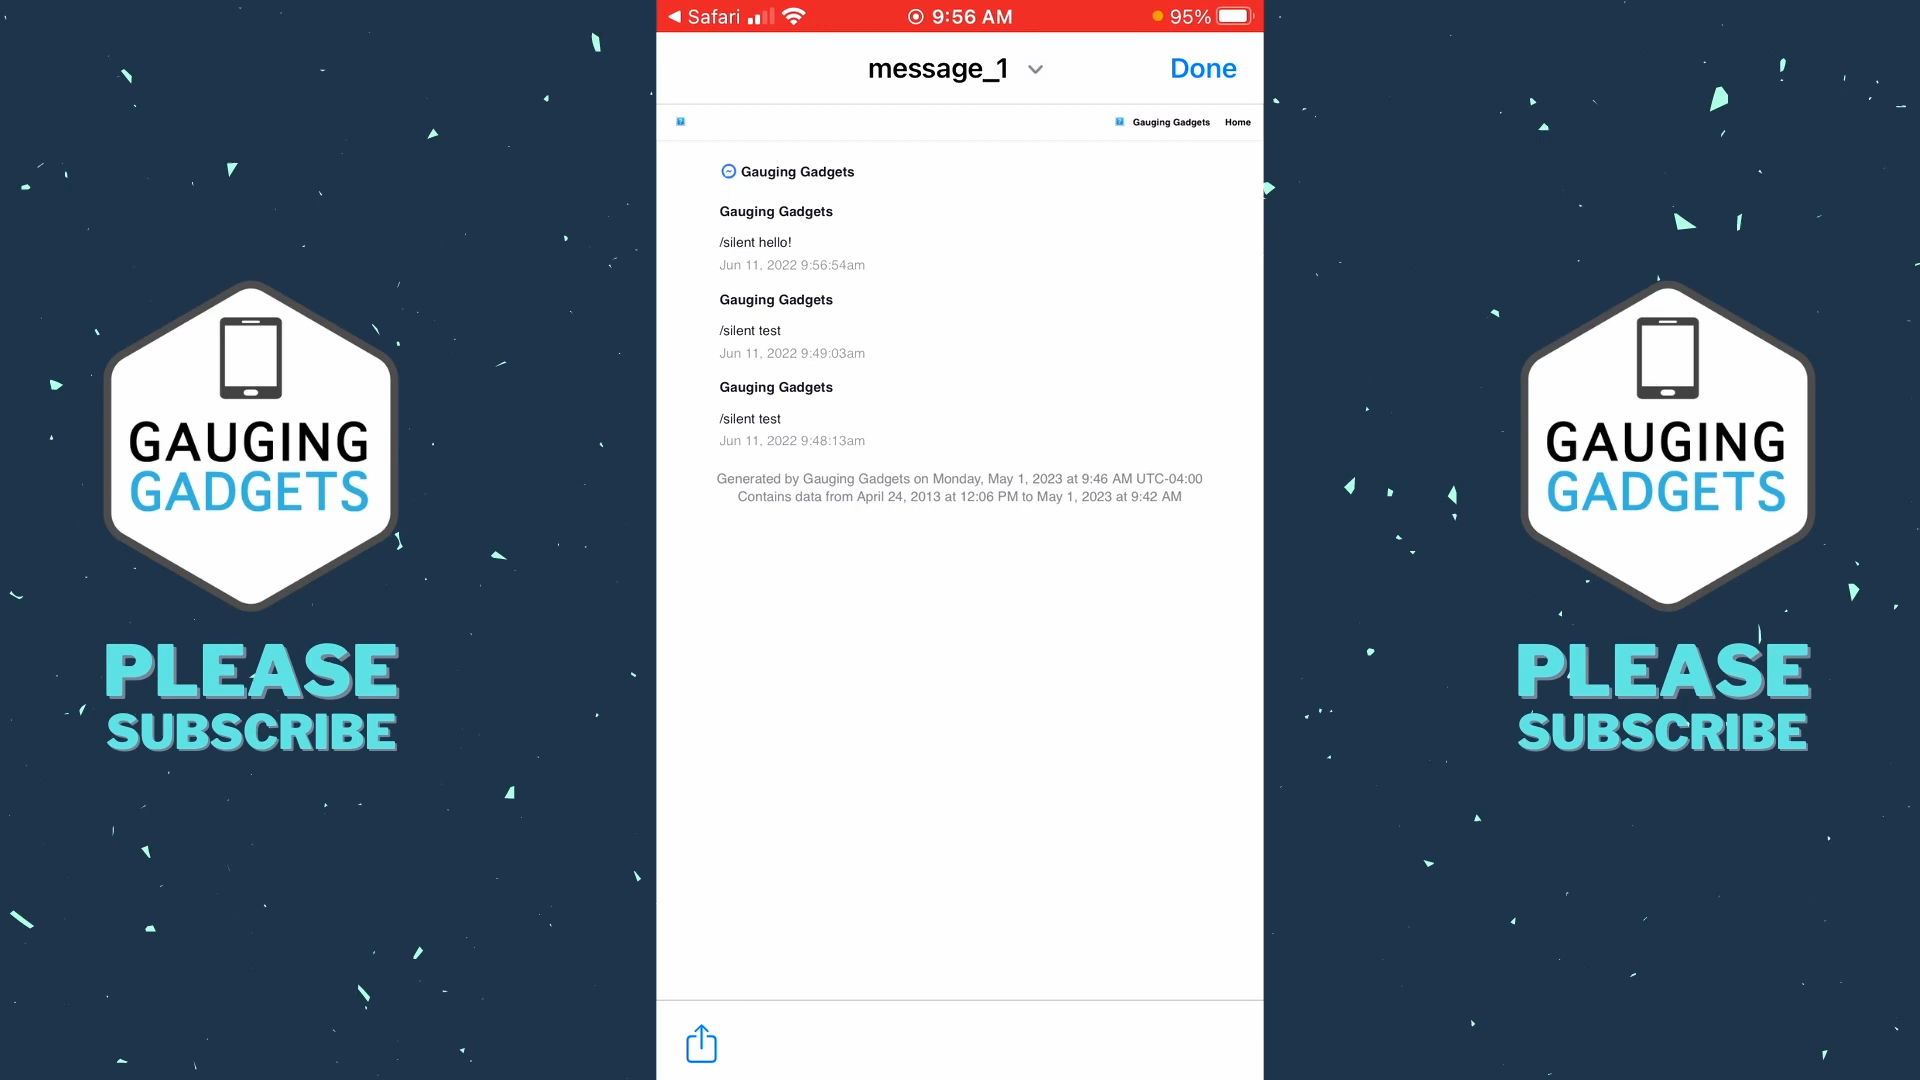 Safari 9:56 AM 95%
message_1 Done
Gauging Gadgets Home
Gauging Gadgets
Gauging Gadgets
/silent hello!
Jun 11, 2022 9:56:54am
Gauging Gadgets
/silent test
Jun 11, 2022 9:49:03am
Gauging Gadgets
/silent test
Jun 11, 2022 9:48:13am
Generated by Gauging Gadgets on Monday, May 1, 2023 at 9:46 AM UTC-04:00
Contains data from April 24, 2013 at 12:06 PM to May 1, 2023 at 9:42 AM
GAUGING
GADGETS
PLEASE
SUBSCRIBE
GAUGING
GADGETS
PLEASE
SUBSCRIBE